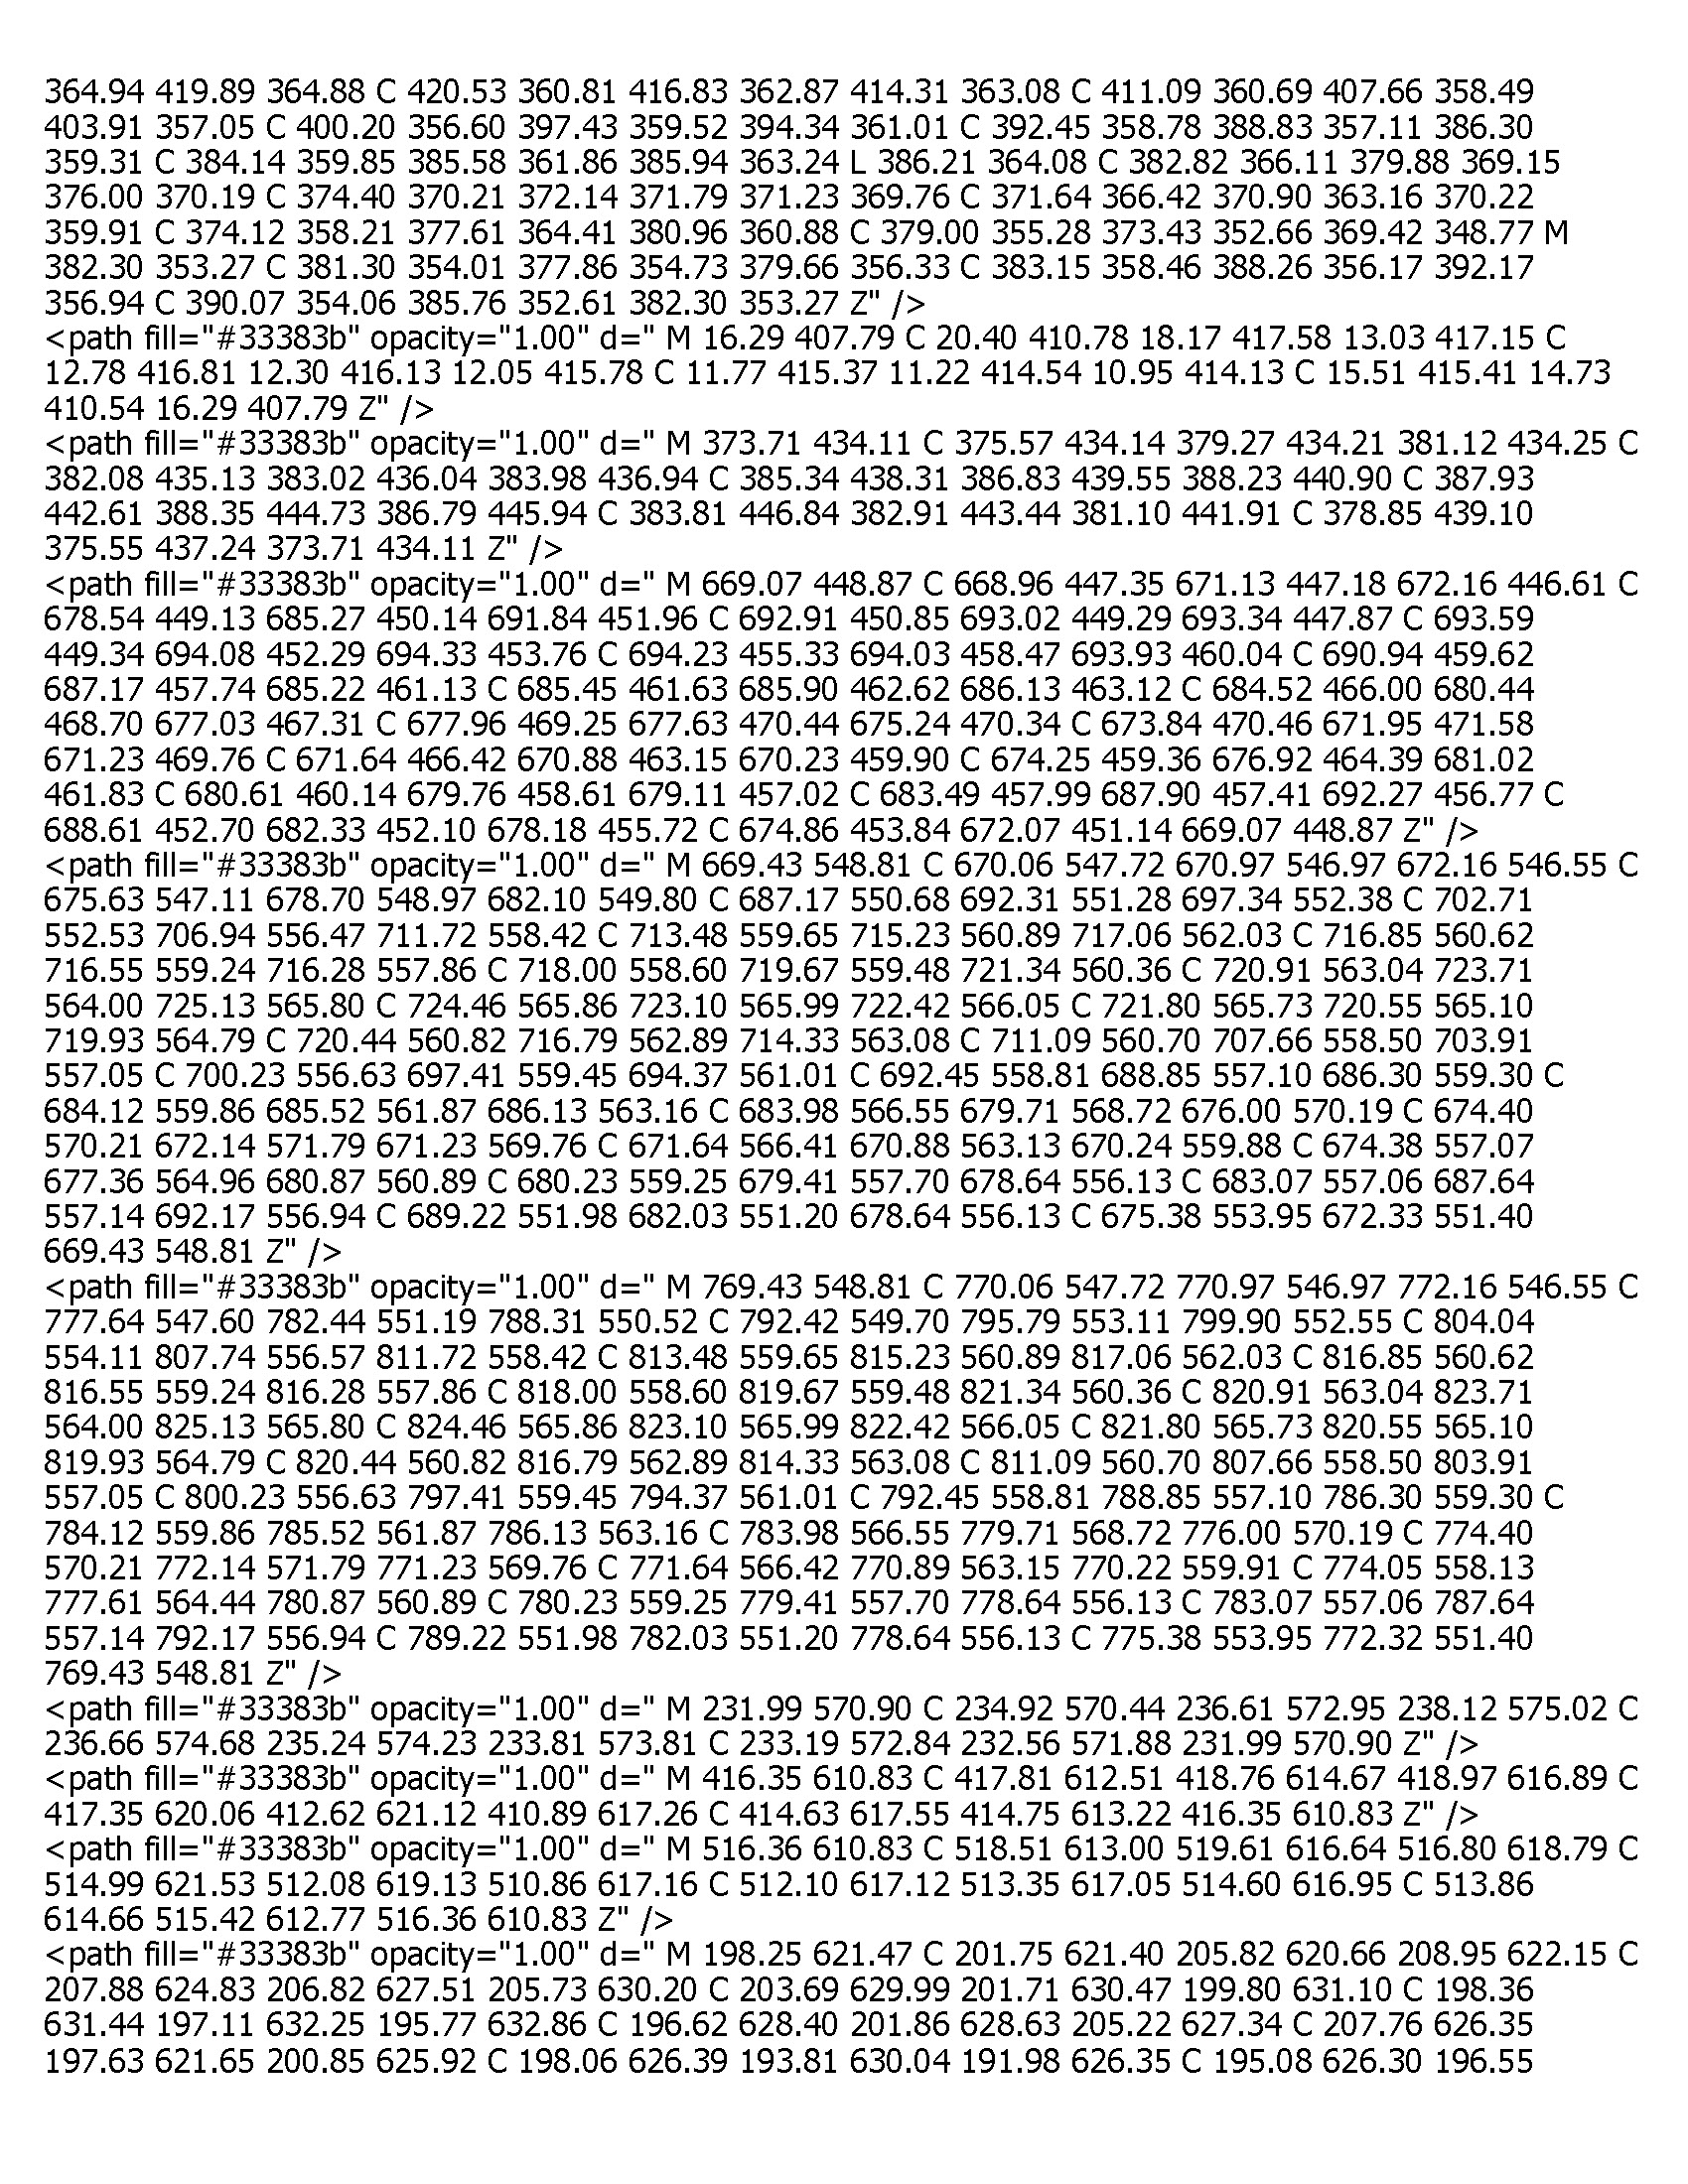 364.94 419.89 364.88 C 420.53 360.81 416.83 362.87 414.31 363.08 C 411.09 360.69 407.66 358.49
403.91 357.05 C 400.20 356.60 397.43 359.52 394.34 361.01 C 392.45 358.78 388.83 357.11 386.30
359.31 C 384.14 359.85 385.58 361.86 385.94 363.24 L 386.21 364.08 C 382.82 366.11 379.88 369.15
376.00 370.19 C 374.40 370.21 372.14 371.79 371.23 369.76 C 371.64 366.42 370.90 363.16 370.22
359.91 C 374.12 358.21 377.61 364.41 380.96 360.88 C 379.00 355.28 373.43 352.66 369.42 348.77 M
382.30 353.27 C 381.30 354.01 377.86 354.73 379.66 356.33 C 383.15 358.46 388.26 356.17 392.17
356.94 C 390.07 354.06 385.76 352.61 382.30 353.27 Z" />
<path fill="#33383b" opacity="1.00" d=" M 16.29 407.79 C 20.40 410.78 18.17 417.58 13.03 417.15 C
12.78 416.81 12.30 416.13 12.05 415.78 C 11.77 415.37 11.22 414.54 10.95 414.13 C 15.51 415.41 14.73
410.54 16.29 407.79 Z" />
<path fill="#33383b" opacity="1.00" d=" M 373.71 434.11 C 375.57 434.14 379.27 434.21 381.12 434.25 C
382.08 435.13 383.02 436.04 383.98 436.94 C 385.34 438.31 386.83 439.55 388.23 440.90 C 387.93
442.61 388.35 444.73 386.79 445.94 C 383.81 446.84 382.91 443.44 381.10 441.91 C 378.85 439.10
375.55 437.24 373.71 434.11 Z" />
<path fill="#33383b" opacity="1.00" d=" M 669.07 448.87 C 668.96 447.35 671.13 447.18 672.16 446.61 C
678.54 449.13 685.27 450.14 691.84 451.96 C 692.91 450.85 693.02 449.29 693.34 447.87 C 693.59
449.34 694.08 452.29 694.33 453.76 C 694.23 455.33 694.03 458.47 693.93 460.04 C 690.94 459.62
687.17 457.74 685.22 461.13 C 685.45 461.63 685.90 462.62 686.13 463.12 C 684.52 466.00 680.44
468.70 677.03 467.31 C 677.96 469.25 677.63 470.44 675.24 470.34 C 673.84 470.46 671.95 471.58
671.23 469.76 C 671.64 466.42 670.88 463.15 670.23 459.90 C 674.25 459.36 676.92 464.39 681.02
461.83 C 680.61 460.14 679.76 458.61 679.11 457.02 C 683.49 457.99 687.90 457.41 692.27 456.77 C
688.61 452.70 682.33 452.10 678.18 455.72 C 674.86 453.84 672.07 451.14 669.07 448.87 Z" />
<path fill="#33383b" opacity="1.00" d=" M 669.43 548.81 C 670.06 547.72 670.97 546.97 672.16 546.55 C
675.63 547.11 678.70 548.97 682.10 549.80 C 687.17 550.68 692.31 551.28 697.34 552.38 C 702.71
552.53 706.94 556.47 711.72 558.42 C 713.48 559.65 715.23 560.89 717.06 562.03 C 716.85 560.62
716.55 559.24 716.28 557.86 C 718.00 558.60 719.67 559.48 721.34 560.36 C 720.91 563.04 723.71
564.00 725.13 565.80 C 724.46 565.86 723.10 565.99 722.42 566.05 C 721.80 565.73 720.55 565.10
719.93 564.79 C 720.44 560.82 716.79 562.89 714.33 563.08 C 711.09 560.70 707.66 558.50 703.91
557.05 C 700.23 556.63 697.41 559.45 694.37 561.01 C 692.45 558.81 688.85 557.10 686.30 559.30 C
684.12 559.86 685.52 561.87 686.13 563.16 C 683.98 566.55 679.71 568.72 676.00 570.19 C 674.40
570.21 672.14 571.79 671.23 569.76 C 671.64 566.41 670.88 563.13 670.24 559.88 C 674.38 557.07
677.36 564.96 680.87 560.89 C 680.23 559.25 679.41 557.70 678.64 556.13 C 683.07 557.06 687.64
557.14 692.17 556.94 C 689.22 551.98 682.03 551.20 678.64 556.13 C 675.38 553.95 672.33 551.40
669.43 548.81 Z" />
<path fill="#33383b" opacity="1.00" d=" M 769.43 548.81 C 770.06 547.72 770.97 546.97 772.16 546.55 C
777.64 547.60 782.44 551.19 788.31 550.52 C 792.42 549.70 795.79 553.11 799.90 552.55 C 804.04
554.11 807.74 556.57 811.72 558.42 C 813.48 559.65 815.23 560.89 817.06 562.03 C 816.85 560.62
816.55 559.24 816.28 557.86 C 818.00 558.60 819.67 559.48 821.34 560.36 C 820.91 563.04 823.71
564.00 825.13 565.80 C 824.46 565.86 823.10 565.99 822.42 566.05 C 821.80 565.73 820.55 565.10
819.93 564.79 C 820.44 560.82 816.79 562.89 814.33 563.08 C 811.09 560.70 807.66 558.50 803.91
557.05 C 800.23 556.63 797.41 559.45 794.37 561.01 C 792.45 558.81 788.85 557.10 786.30 559.30 C
784.12 559.86 785.52 561.87 786.13 563.16 C 783.98 566.55 779.71 568.72 776.00 570.19 C 774.40
570.21 772.14 571.79 771.23 569.76 C 771.64 566.42 770.89 563.15 770.22 559.91 C 774.05 558.13
777.61 564.44 780.87 560.89 C 780.23 559.25 779.41 557.70 778.64 556.13 C 783.07 557.06 787.64
557.14 792.17 556.94 C 789.22 551.98 782.03 551.20 778.64 556.13 C 775.38 553.95 772.32 551.40
769.43 548.81 Z" />
<path fill="#33383b" opacity="1.00" d=" M 231.99 570.90 C 234.92 570.44 236.61 572.95 238.12 575.02 C
236.66 574.68 235.24 574.23 233.81 573.81 C 233.19 572.84 232.56 571.88 231.99 570.90 Z" />
<path fill="#33383b" opacity="1.00" d=" M 416.35 610.83 C 417.81 612.51 418.76 614.67 418.97 616.89 C
417.35 620.06 412.62 621.12 410.89 617.26 C 414.63 617.55 414.75 613.22 416.35 610.83 Z" />
<path fill="#33383b" opacity="1.00" d=" M 516.36 610.83 C 518.51 613.00 519.61 616.64 516.80 618.79 C
514.99 621.53 512.08 619.13 510.86 617.16 C 512.10 617.12 513.35 617.05 514.60 616.95 C 513.86
614.66 515.42 612.77 516.36 610.83 Z" />
<path fill="#33383b" opacity="1.00" d=" M 198.25 621.47 C 201.75 621.40 205.82 620.66 208.95 622.15 C
207.88 624.83 206.82 627.51 205.73 630.20 C 203.69 629.99 201.71 630.47 199.80 631.10 C 198.36
631.44 197.11 632.25 195.77 632.86 C 196.62 628.40 201.86 628.63 205.22 627.34 C 207.76 626.35
197.63 621.65 200.85 625.92 C 198.06 626.39 193.81 630.04 191.98 626.35 C 195.08 626.30 196.55